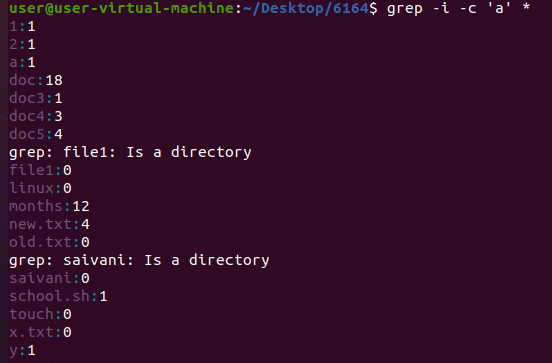 user@user-virtual-machine:~/Desktop/6164$ grep -i -c 'a' *
1:1
2:1
a:1
doc:18
doc3:1
doc4:3
doc5:4
grep: file1: Is a directory
file1:0
linux:0
months:12
new.txt:4
old.txt:0
grep: saivani: Is a directory
saivani:0
school.sh:1
touch:0
x.txt:0
y:1